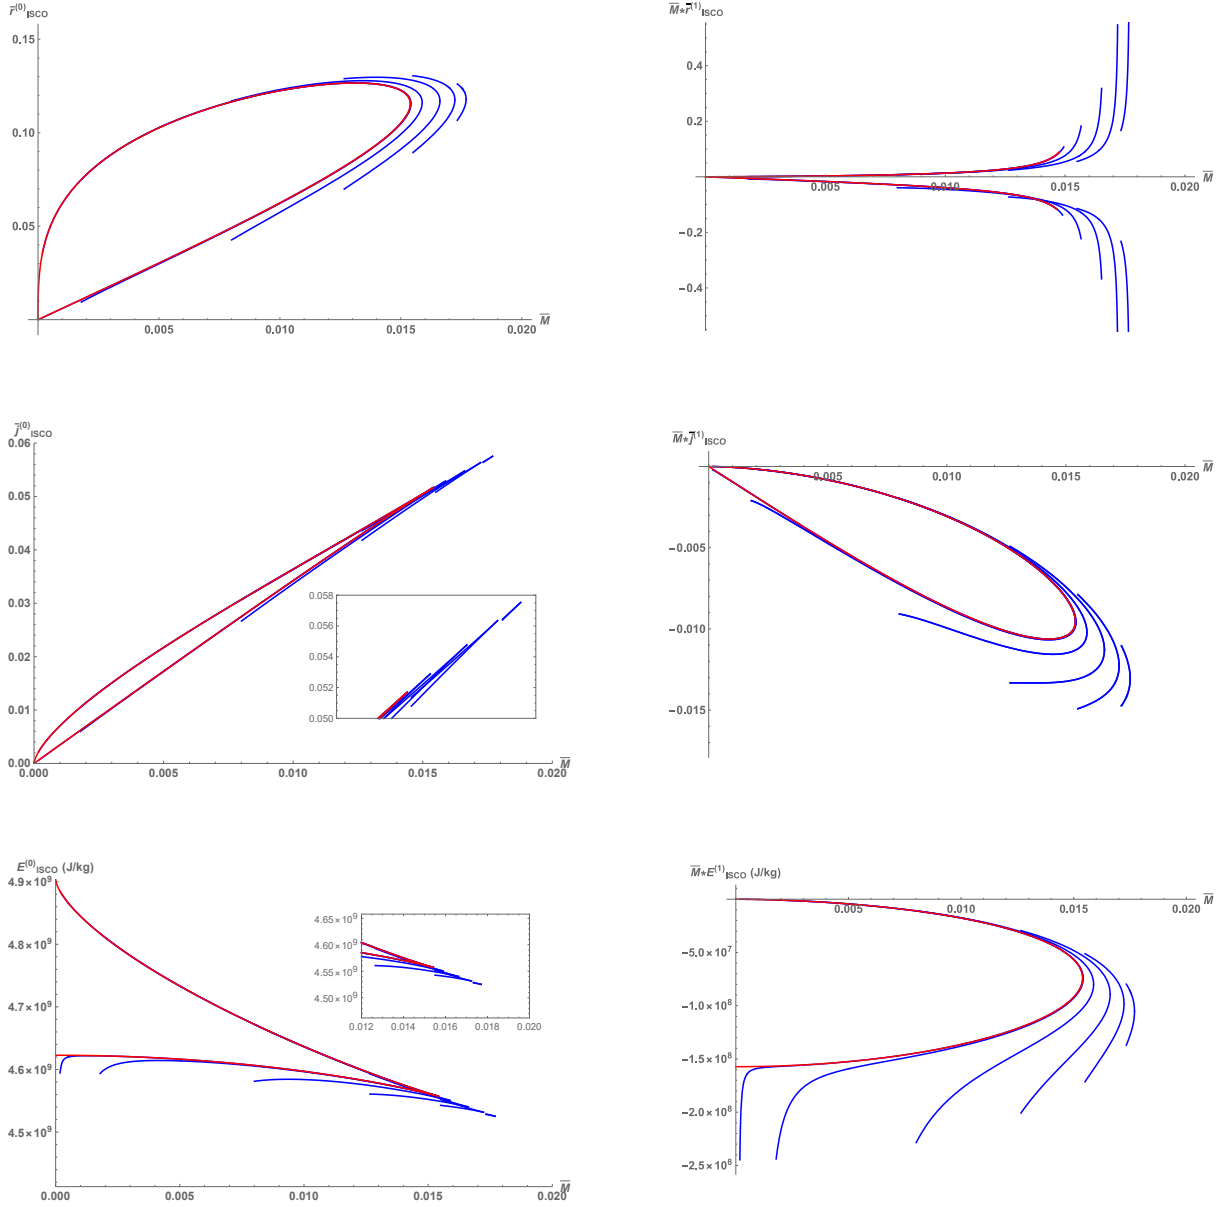 r̄⁽⁰⁾ISCO
0.15
0.10
0.05
0.005 0.010 0.015 0.020 M̄
M̄*r̄⁽¹⁾ISCO
0.4
0.2
0.005 0.010 0.015 0.020 M̄
−0.2
−0.4
j̄⁽⁰⁾ISCO
0.06
0.05
0.04
0.03
0.02
0.01
0.00
0.000 0.005 0.010 0.015 0.020 M̄
0.058
0.056
0.054
0.052
0.050
M̄*j̄⁽¹⁾ISCO
0.005 0.010 0.015 0.020 M̄
−0.005
−0.010
−0.015
E⁽⁰⁾ISCO (J/kg)
4.9×10⁹
4.8×10⁹
4.7×10⁹
4.6×10⁹
4.5×10⁹
0.000 0.005 0.010 0.015 0.020 M̄
4.65×10⁹
4.60×10⁹
4.55×10⁹
4.50×10⁹
0.012 0.014 0.016 0.018 0.020
M̄*E⁽¹⁾ISCO (J/kg)
0.005 0.010 0.015 0.020 M̄
−5.0×10⁷
−1.0×10⁸
−1.5×10⁸
−2.0×10⁸
−2.5×10⁸